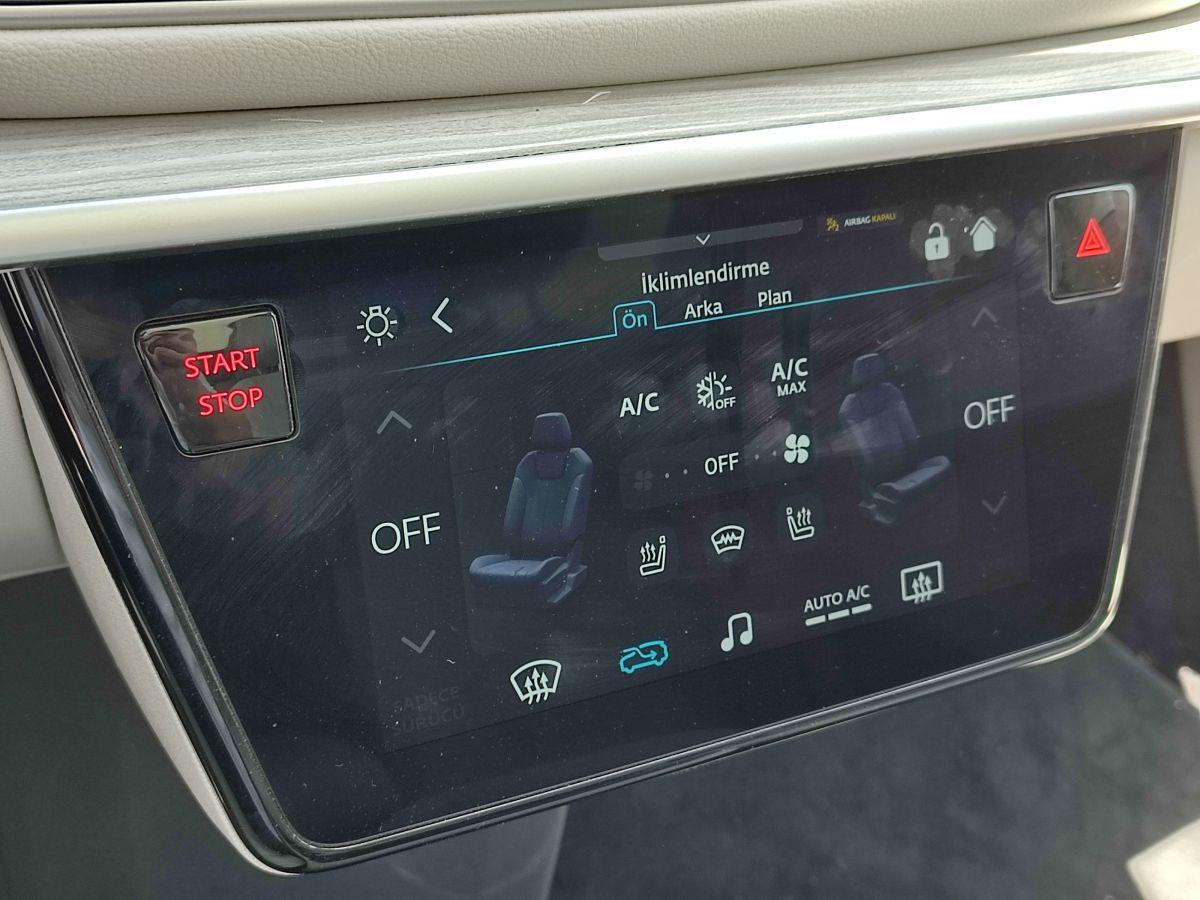 AIRBAG KAPALI
İklimlendirme
Ön Arka Plan
START
STOP
A/C
OFF
A/C
MAX
OFF
OFF
OFF
AUTO A/C
SADECE
SÜRÜCÜ